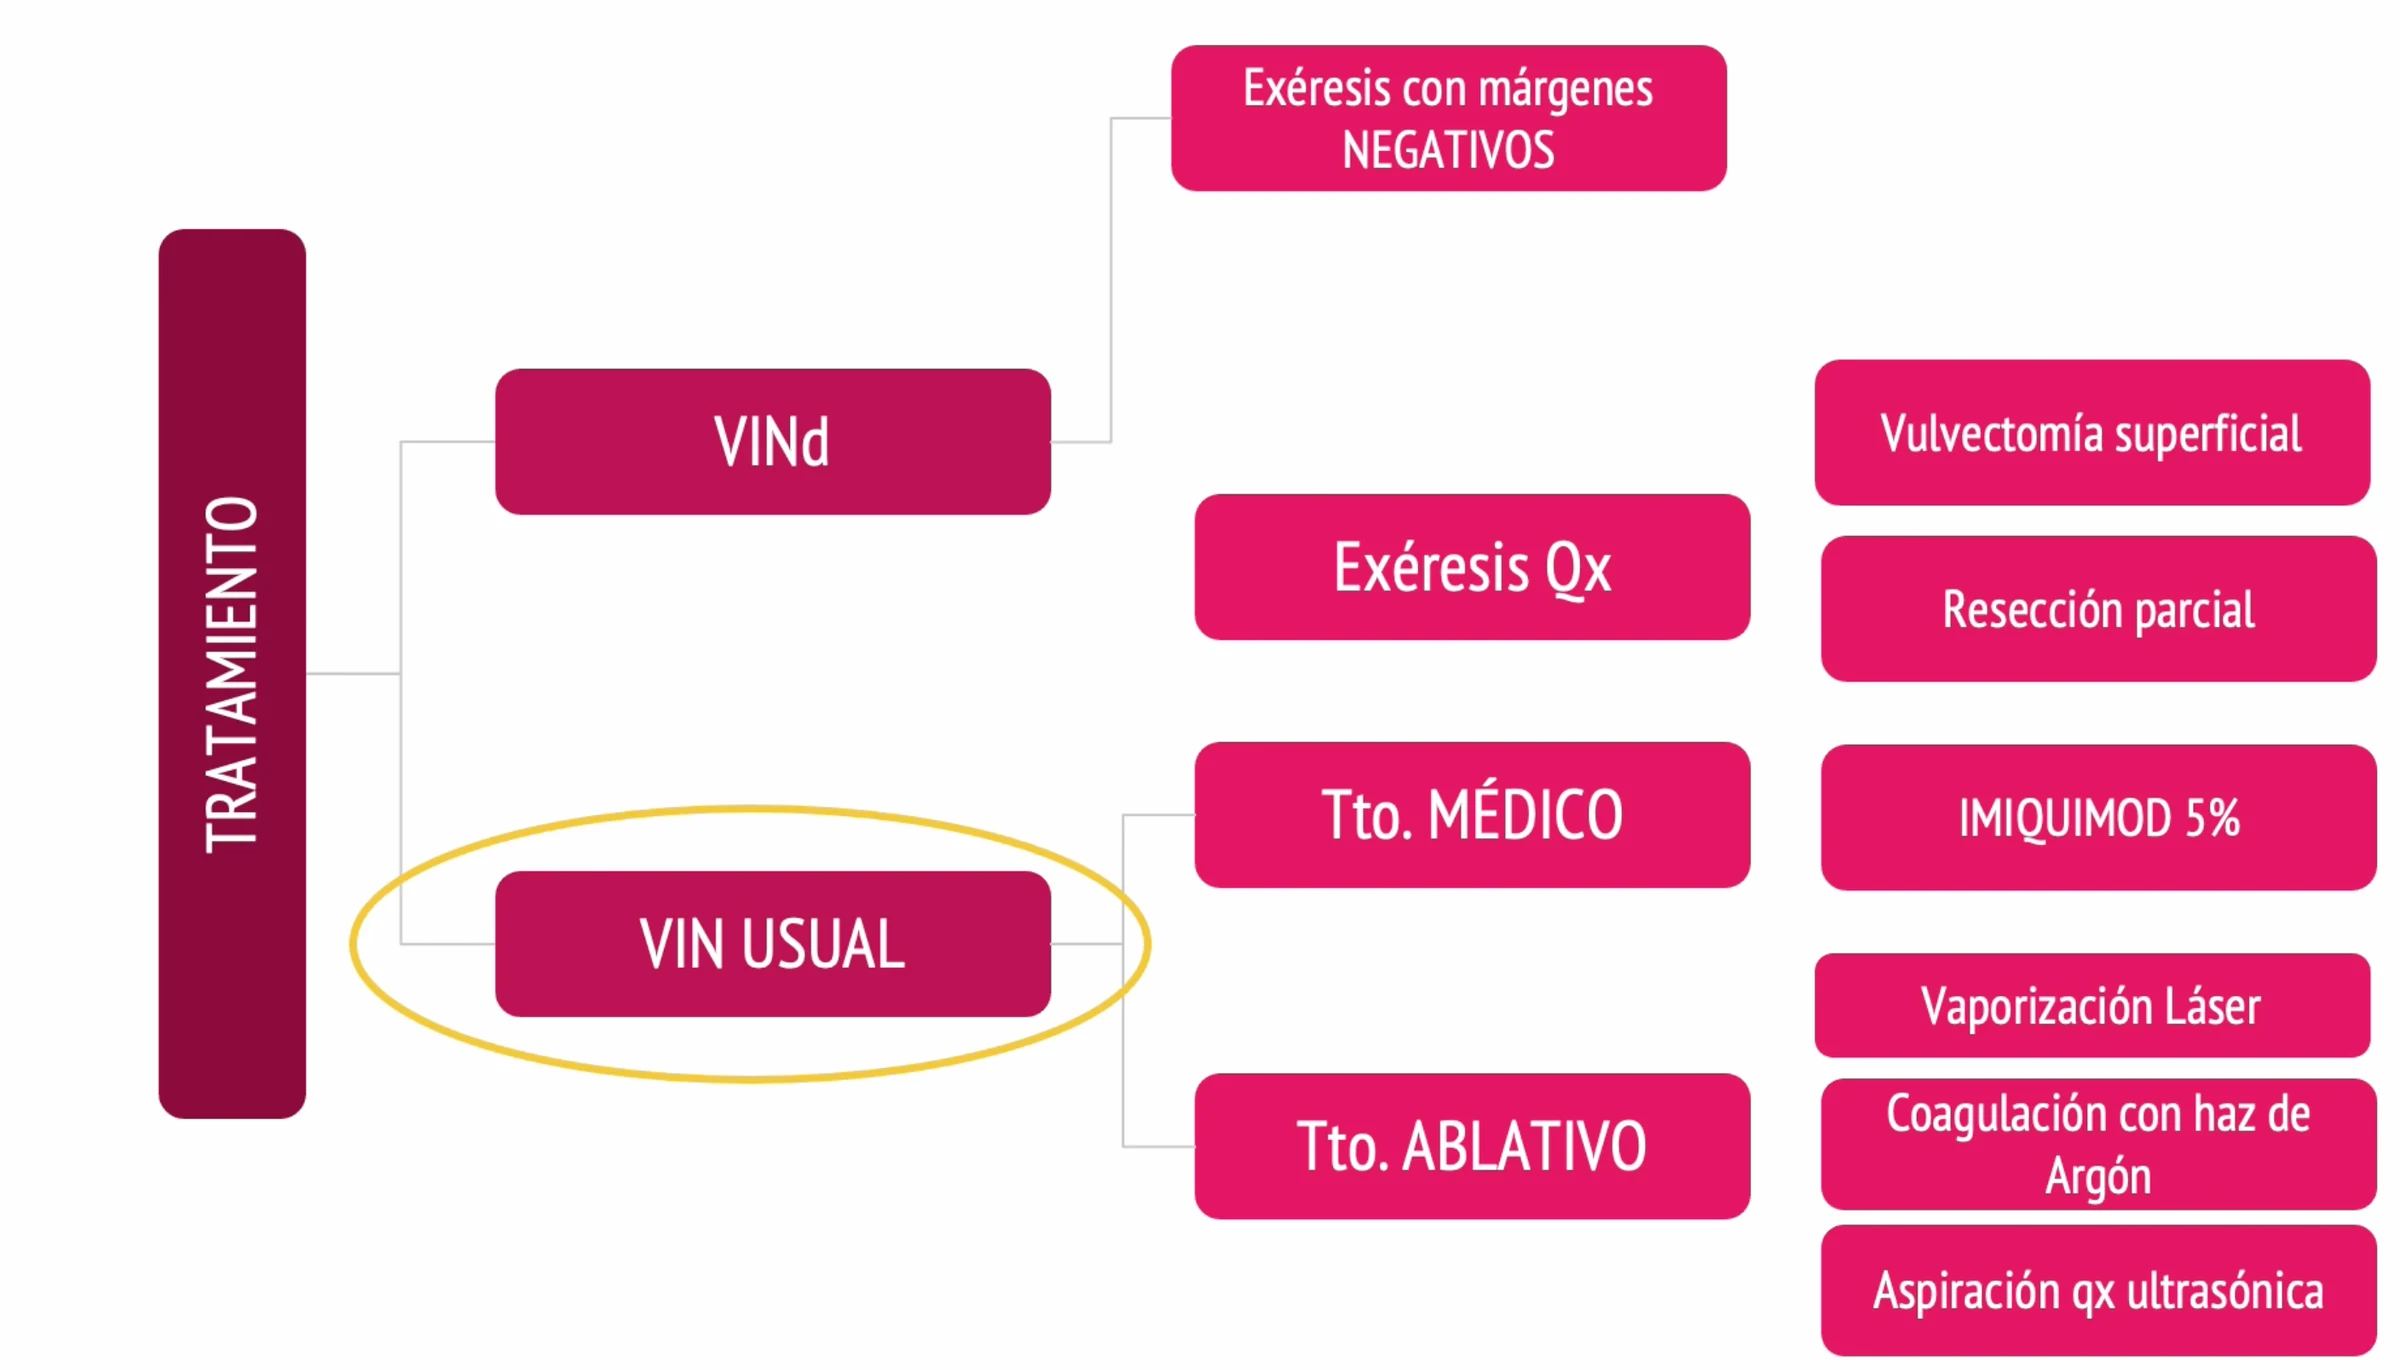 TRATAMIENTO
VINd
Exéresis con márgenes
NEGATIVOS
VIN USUAL
Exéresis Qx
Vulvectomía superficial
Resección parcial
Tto. MÉDICO
IMIQUIMOD 5%
Tto. ABLATIVO
Vaporización Láser
Coagulación con haz de
Argón
Aspiración qx ultrasónica